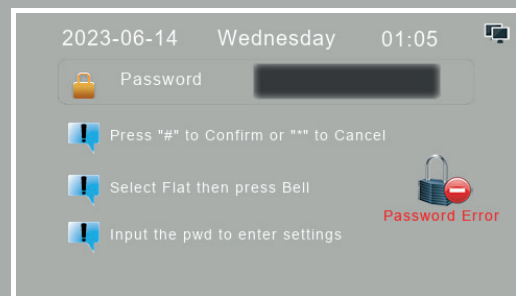 2023-06-14 Wednesday 01:05
Password
Press "#" to Confirm or "*" to Cancel
Select Flat then press Bell
Password Error
Input the pwd to enter settings